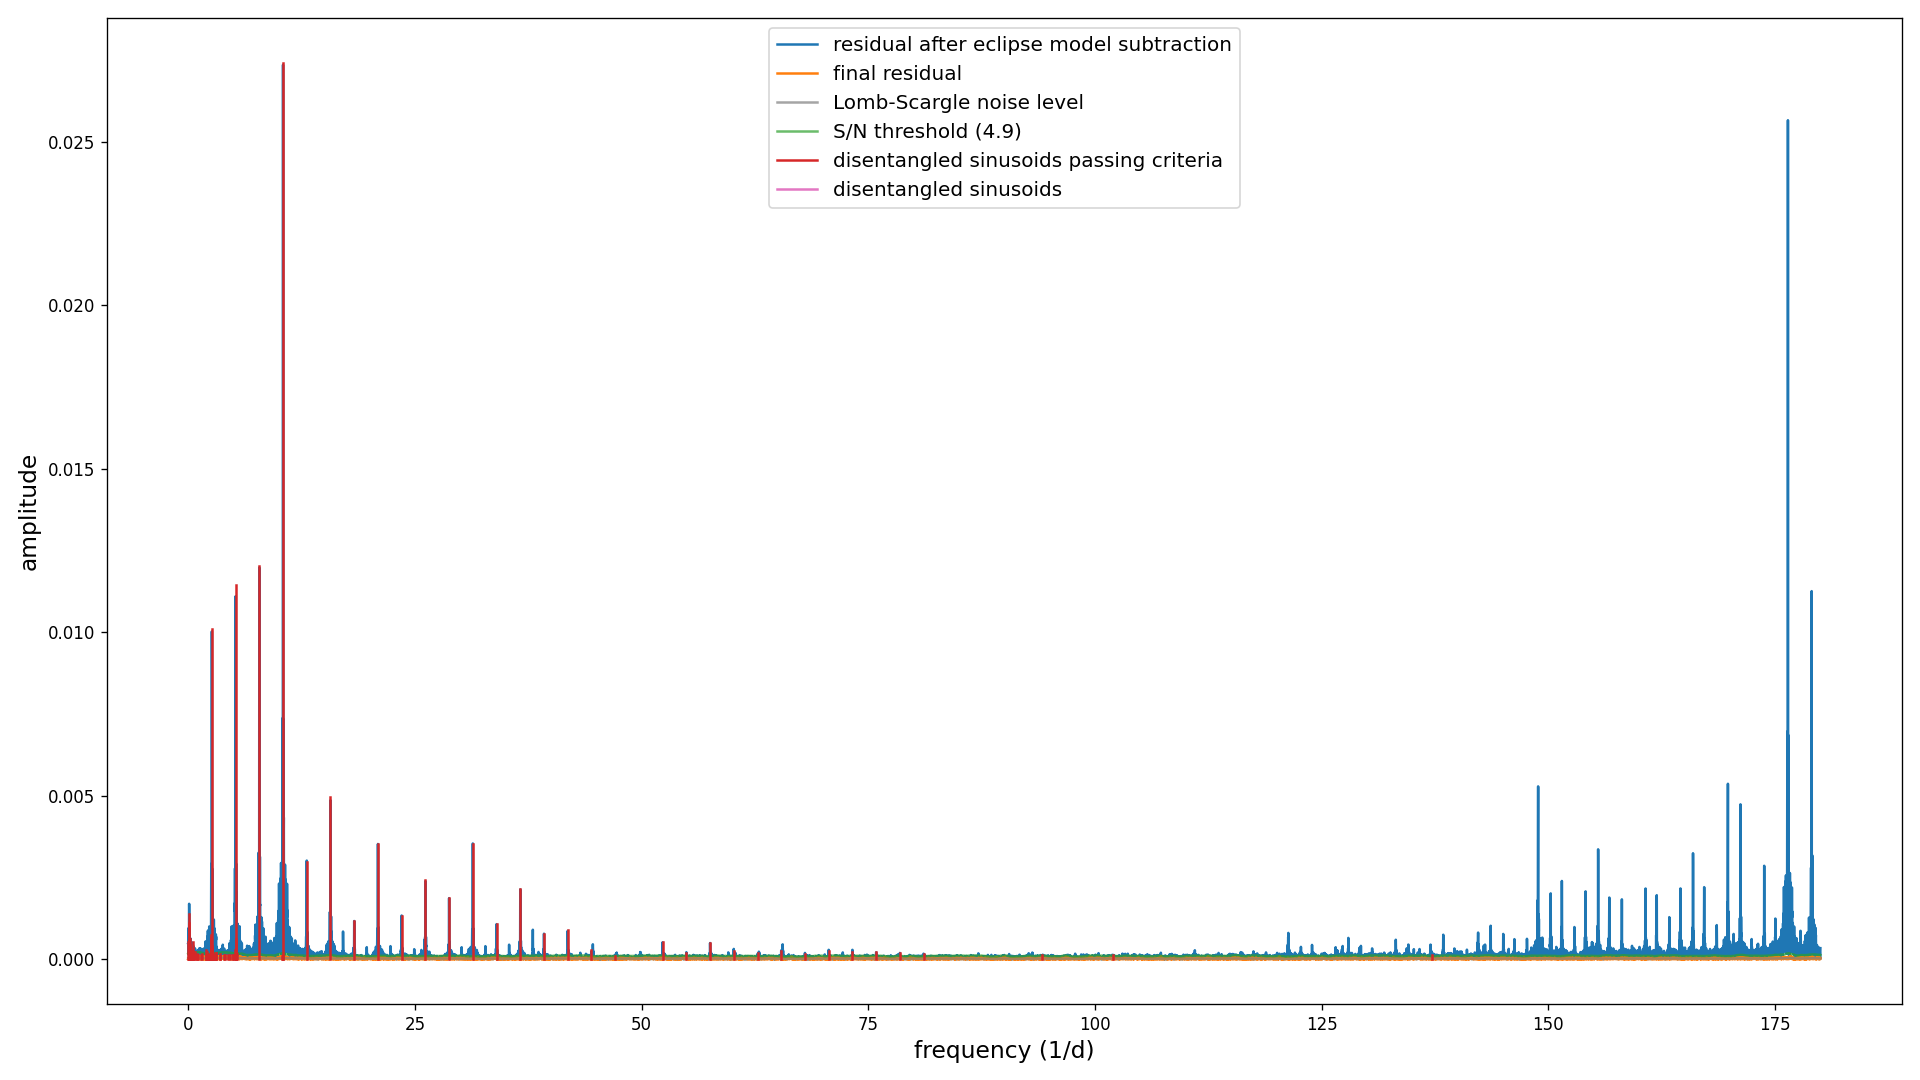 residual after eclipse model subtraction
final residual
Lomb-Scargle noise level
S/N threshold (4.9)
disentangled sinusoids passing criteria
disentangled sinusoids
amplitude
0.025
0.020
0.015
0.010
0.005
0.000
0 25 50 75 100 125 150 175
frequency (1/d)